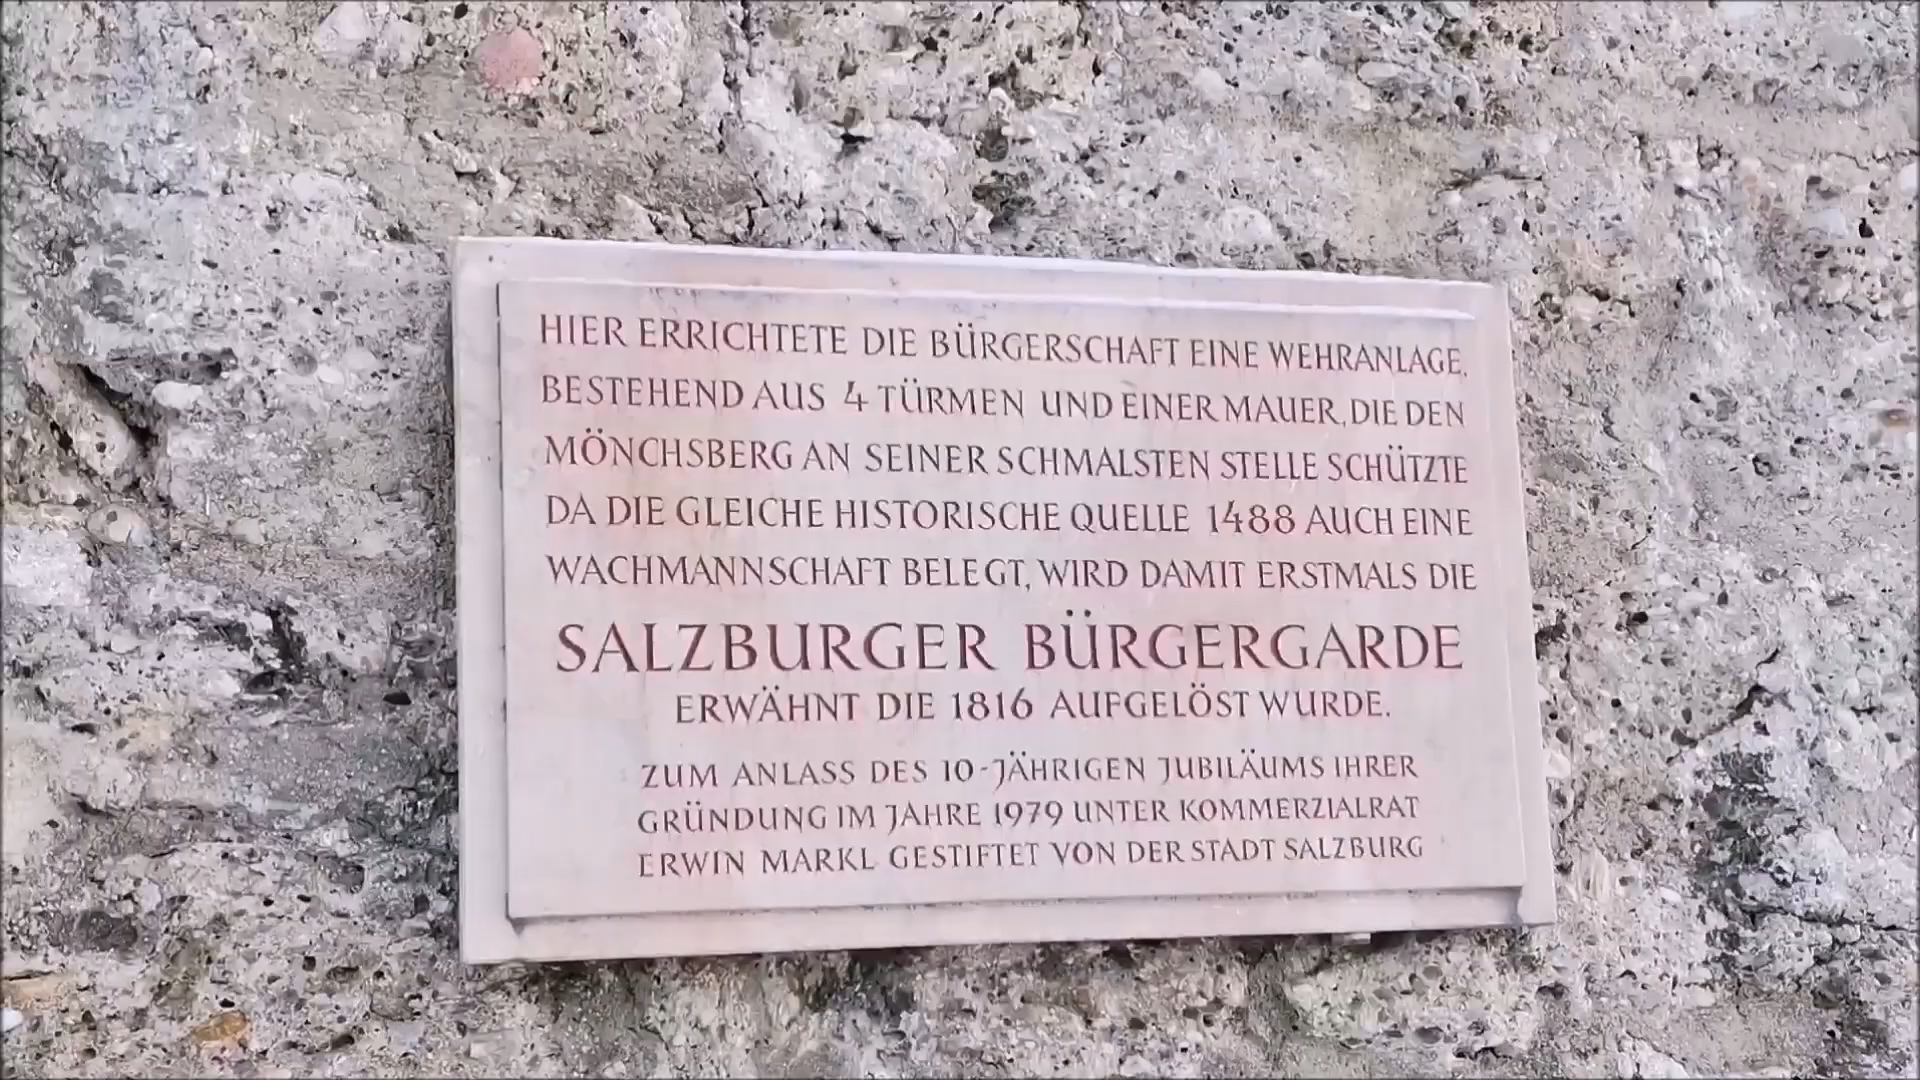 HIER ERRICHTETE DIE BÜRGERSCHAFT EINE WEHRANLAGE,
BESTEHEND AUS 4 TÜRMEN UND EINER MAUER, DIE DEN
MÖNCHSBERG AN SEINER SCHMALSTEN STELLE SCHÜTZTE
DA DIE GLEICHE HISTORISCHE QUELLE 1488 AUCH EINE
WACHMANNSCHAFT BELEGT, WIRD DAMIT ERSTMALS DIE
SALZBURGER BÜRGERGARDE
ERWÄHNT DIE 1816 AUFGELÖST WURDE.
ZUM ANLASS DES 10-JÄHRIGEN JUBILÄUMS IHRER
GRÜNDUNG IM JAHRE 1979 UNTER KOMMERZIALRAT
ERWIN MARKL GESTIFTET VON DER STADT SALZBURG